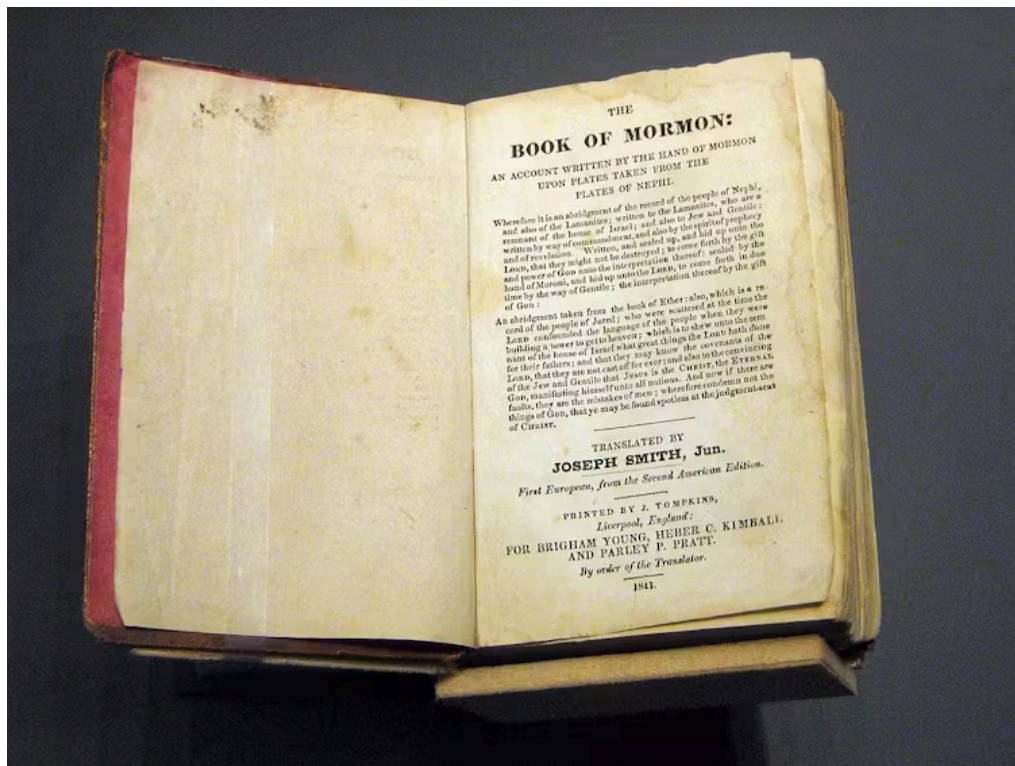 THE
BOOK OF MORMON:
AN ACCOUNT WRITTEN BY THE HAND OF MORMON
UPON PLATES TAKEN FROM THE
PLATES OF NEPHI.
Wherefore it is an abridgment of the record of the people of Nephi,
and also of the Lamanites; written to the Lamanites, who are a
remnant of the house of Israel; and also to Jew and Gentile:
written by way of commandment, and also by the spirit of prophecy
and of revelation. Written, and sealed up, and hid up unto the
LORD, that they might not be destroyed; to come forth by the gift
and power of GOD unto the interpretation thereof: sealed by the
hand of Moroni, and hid up unto the LORD, to come forth in due
time by the way of Gentile; the interpretation thereof by the gift
of GOD:
An abridgment taken from the book of Ether: also, which is a re-
cord of the people of Jared; who were scattered at the time the
LORD confounded the language of the people when they were
building a tower to get to heaven; which is to shew unto the rem
nant of the house of Israel what great things the LORD hath done
for their fathers; and that they may know the covenants of the
LORD, that they are not cast off for ever; and also to the convincing
of the Jew and Gentile that JESUS is the CHRIST, the ETERNAL
GOD, manifesting himself unto all nations. And now if there are
faults, they are the mistakes of men; wherefore condemn not the
things of GOD, that ye may be found spotless at the judgment-seat
of CHRIST.
TRANSLATED BY
JOSEPH SMITH, Jun.
First European, from the Second American Edition.
PRINTED BY J. TOMPKINS,
Liverpool, England:
FOR BRIGHAM YOUNG, HEBER C. KIMBALL
AND PARLEY P. PRATT.
By order of the Translator.
1841.